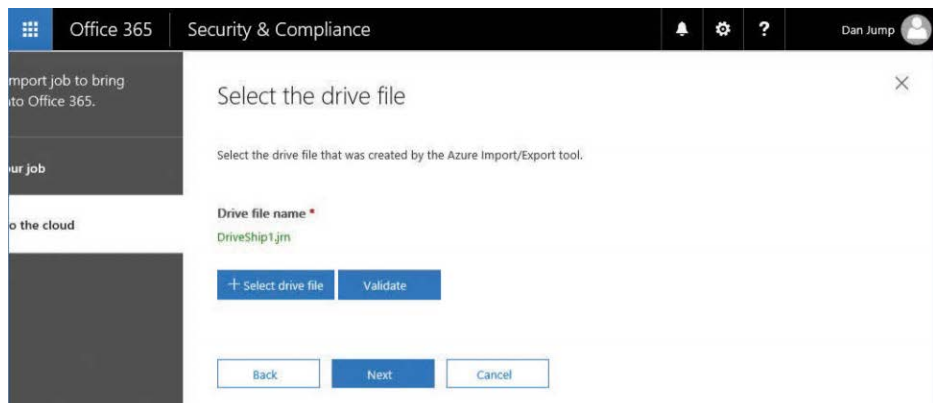 Office 365
Security & Compliance
?
Dan Jump
mport job to bring
nto Office 365.
Select the drive file
Select the drive file that was created by the Azure Import/Export tool.
ur job
Drive file name *
DriveShip1.jrn
o the cloud
+ Select drive file
Validate
Back
Next
Cancel